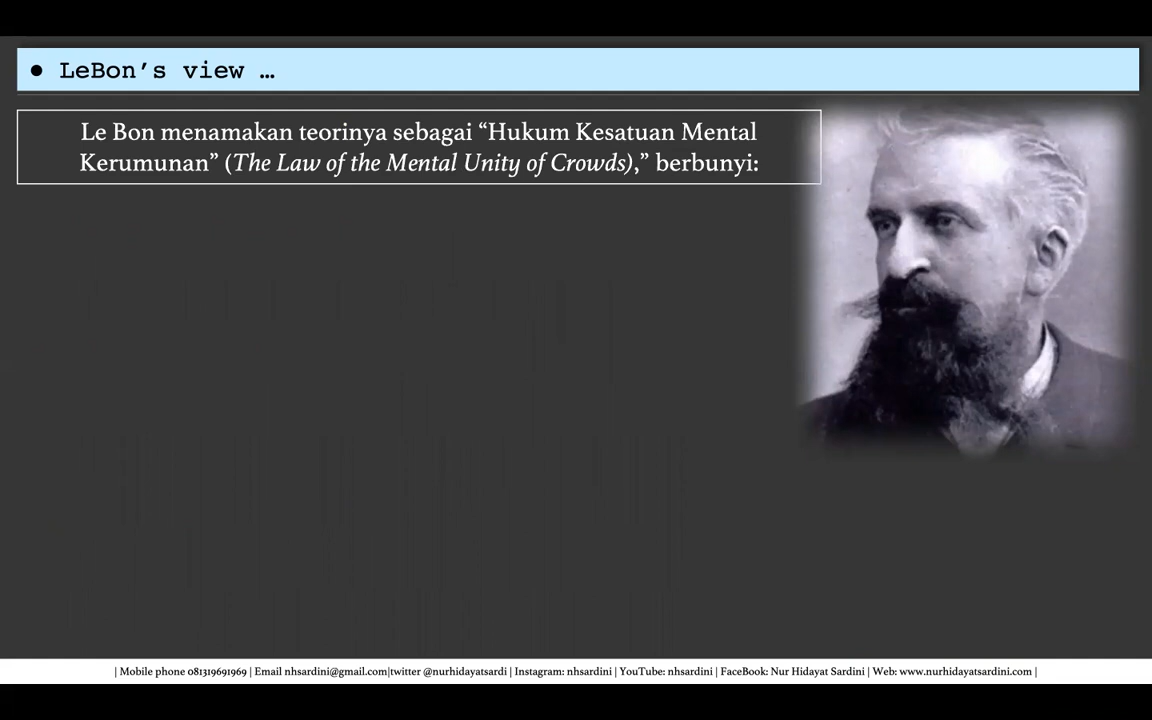 ● LeBon’s view …
Le Bon menamakan teorinya sebagai “Hukum Kesatuan Mental
Kerumunan” (The Law of the Mental Unity of Crowds),” berbunyi:
| Mobile phone 081319691969 | Email nhsardini@gmail.com|twitter @nurhidayatsardi | Instagram: nhsardini | YouTube: nhsardini | FaceBook: Nur Hidayat Sardini | Web: www.nurhidayatsardini.com |